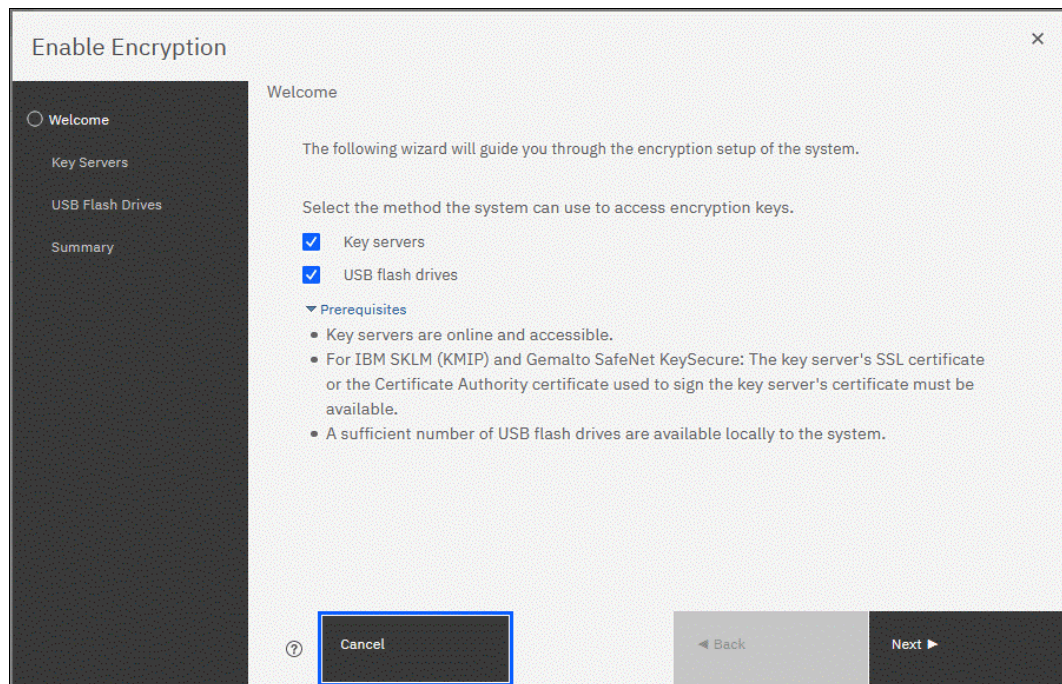 Enable Encryption
Welcome
Key Servers
USB Flash Drives
Summary
Welcome
The following wizard will guide you through the encryption setup of the system.
Select the method the system can use to access encryption keys.
Key servers
USB flash drives
Prerequisites
Key servers are online and accessible.
For IBM SKLM (KMIP) and Gemalto SafeNet KeySecure: The key server's SSL certificate
or the Certificate Authority certificate used to sign the key server's certificate must be
available.
A sufficient number of USB flash drives are available locally to the system.
Cancel
Back
Next